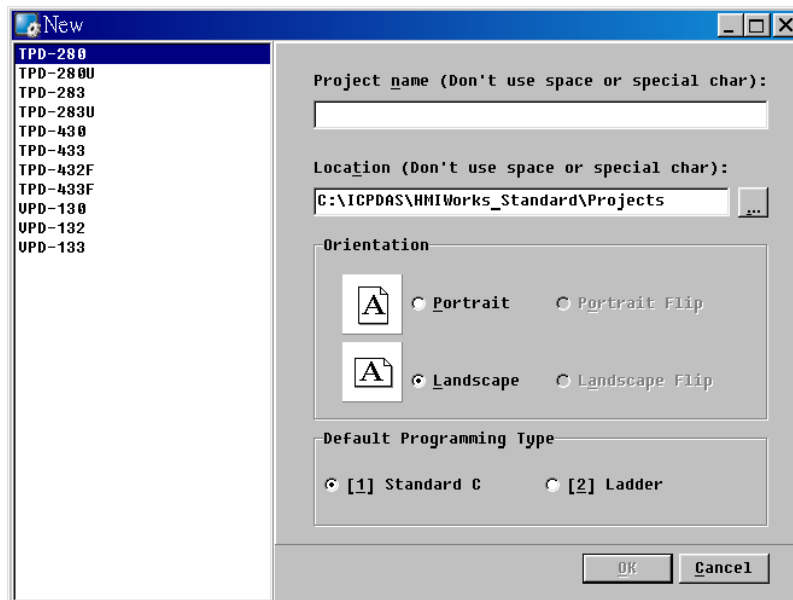 New
TPD-280
TPD-280U
TPD-283
TPD-283U
TPD-430
TPD-433
TPD-432F
TPD-433F
VPD-130
VPD-132
VPD-133
Project name (Don't use space or special char):
Location (Don't use space or special char):
C:\ICPDAS\HMIWorks_Standard\Projects
...
Orientation
A Portrait Portrait Flip
A Landscape Landscape Flip
Default Programming Type
[1] Standard C [2] Ladder
OK Cancel